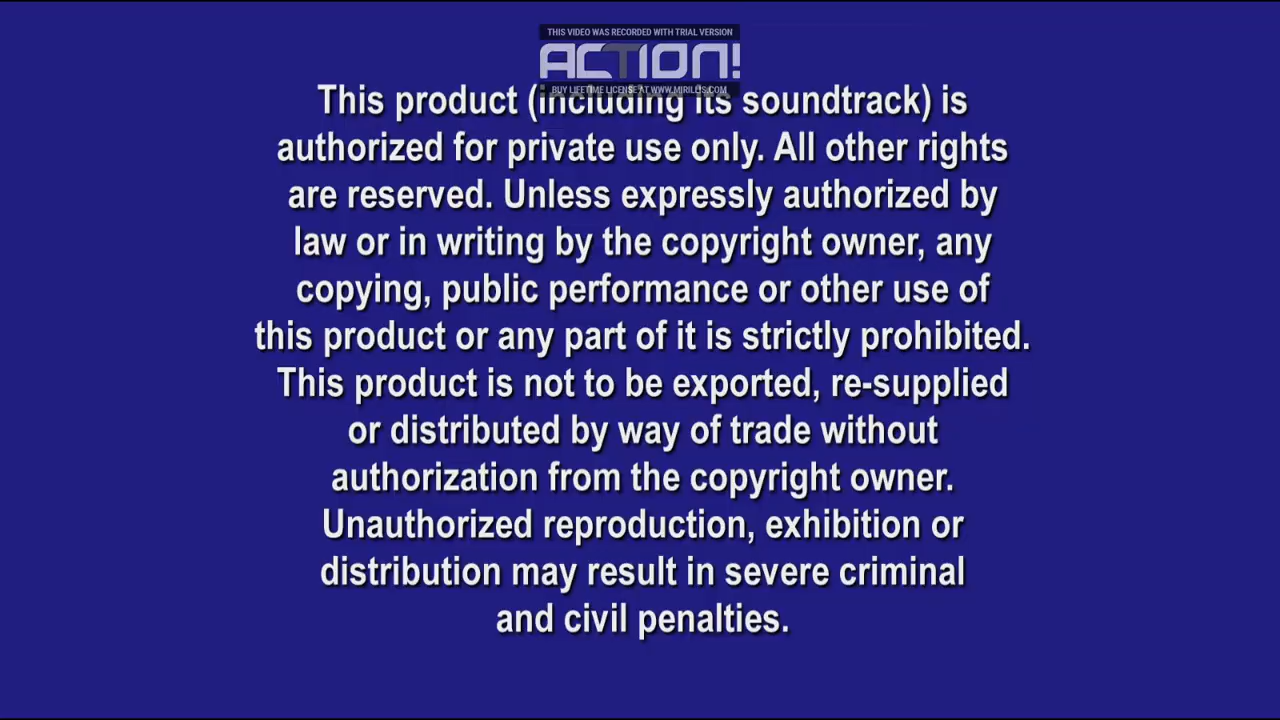 THIS VIDEO WAS RECORDED WITH TRIAL VERSION
ACTION!
BUY LIFETIME LICENSE AT WWW.MIRILLIS.COM
This product (including its soundtrack) is
authorized for private use only. All other rights
are reserved. Unless expressly authorized by
law or in writing by the copyright owner, any
copying, public performance or other use of
this product or any part of it is strictly prohibited.
This product is not to be exported, re-supplied
or distributed by way of trade without
authorization from the copyright owner.
Unauthorized reproduction, exhibition or
distribution may result in severe criminal
and civil penalties.